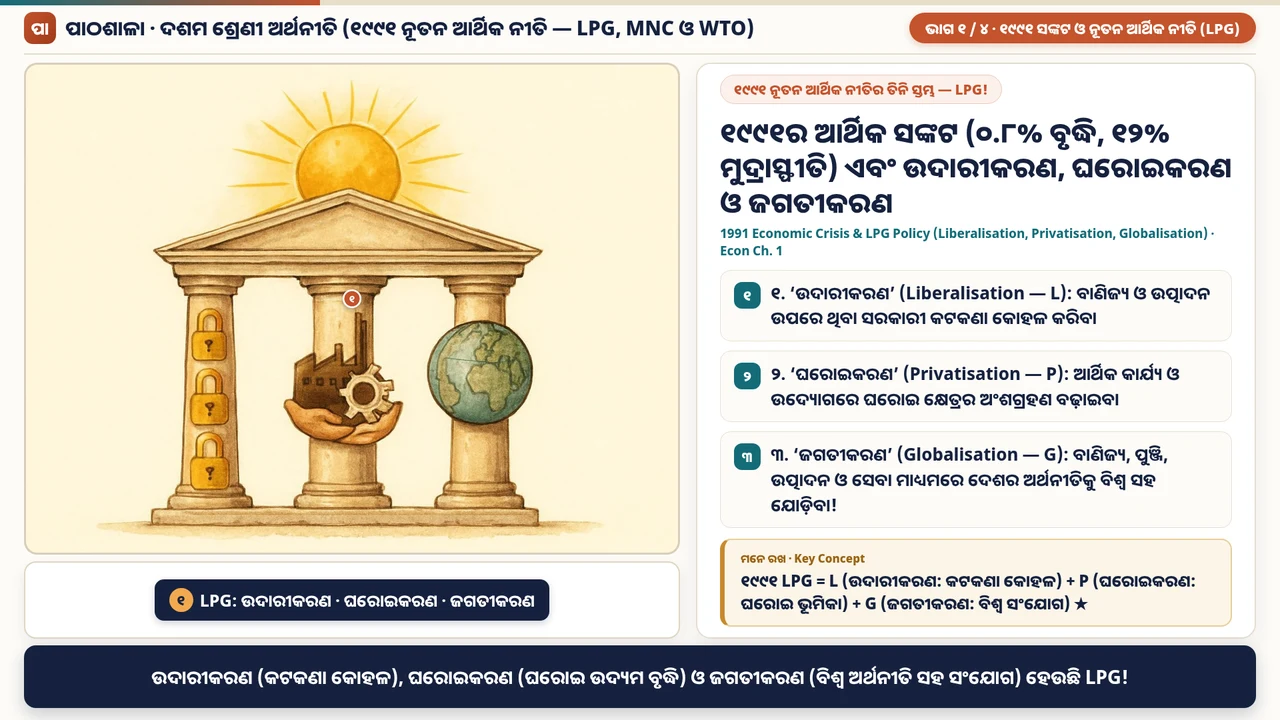 ପା ପାଠଶାଳା · ଦଶମ ଶ୍ରେଣୀ ଅର୍ଥନୀତି (୧୯୯୧ ନୂତନ ଆର୍ଥିକ ନୀତି — LPG, MNC ଓ WTO)
ଭାଗ ୧ / ୪ · ୧୯୯୧ ସଙ୍କଟ ଓ ନୂତନ ଆର୍ଥିକ ନୀତି (LPG)
୧
୧ LPG: ଉଦାରୀକରଣ · ଘରୋଇକରଣ · ଜଗତୀକରଣ
୧୯୯୧ ନୂତନ ଆର୍ଥିକ ନୀତିର ତିନି ସ୍ତମ୍ଭ — LPG!
୧୯୯୧ର ଆର୍ଥିକ ସଙ୍କଟ (୦.୮% ବୃଦ୍ଧି, ୧୨%
ମୁଦ୍ରାସ୍ଫୀତି) ଏବଂ ଉଦାରୀକରଣ, ଘରୋଇକରଣ
ଓ ଜଗତୀକରଣ
1991 Economic Crisis & LPG Policy (Liberalisation, Privatisation, Globalisation) ·
Econ Ch. 1
୧ ୧. ‘ଉଦାରୀକରଣ’ (Liberalisation — L): ବାଣିଜ୍ୟ ଓ ଉତ୍ପାଦନ
ଉପରେ ଥିବା ସରକାରୀ କଟକଣା କୋହଳ କରିବା
୨ ୨. ‘ଘରୋଇକରଣ’ (Privatisation — P): ଆର୍ଥିକ କାର୍ଯ୍ୟ ଓ
ଉଦ୍ୟୋଗରେ ଘରୋଇ କ୍ଷେତ୍ରର ଅଂଶଗ୍ରହଣ ବଢ଼ାଇବା
୩ ୩. ‘ଜଗତୀକରଣ’ (Globalisation — G): ବାଣିଜ୍ୟ, ପୁଞ୍ଜି,
ଉତ୍ପାଦନ ଓ ସେବା ମାଧ୍ୟମରେ ଦେଶର ଅର୍ଥନୀତିକୁ ବିଶ୍ୱ ସହ
ଯୋଡ଼ିବା!
ମନେ ରଖ · Key Concept
୧୯୯୧ LPG = L (ଉଦାରୀକରଣ: କଟକଣା କୋହଳ) + P (ଘରୋଇକରଣ:
ଘରୋଇ ଭୂମିକା) + G (ଜଗତୀକରଣ: ବିଶ୍ୱ ସଂଯୋଗ) ★
ଉଦାରୀକରଣ (କଟକଣା କୋହଳ), ଘରୋଇକରଣ (ଘରୋଇ ଉଦ୍ୟମ ବୃଦ୍ଧି) ଓ ଜଗତୀକରଣ (ବିଶ୍ୱ ଅର୍ଥନୀତି ସହ ସଂଯୋଗ) ହେଉଛି LPG!